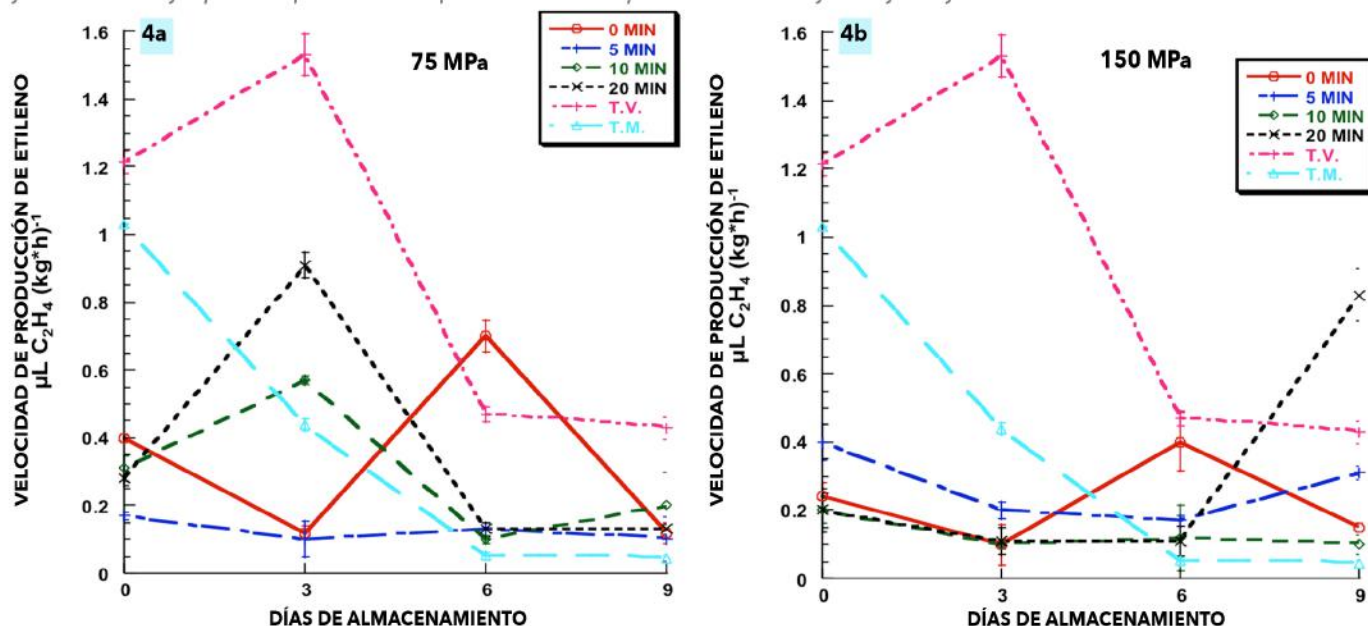 4a
75 MPa
0 MIN
5 MIN
10 MIN
20 MIN
T.V.
T.M.
VELOCIDAD DE PRODUCCIÓN DE ETILENO
µL C₂H₄ (kg*h)⁻¹
1.6
1.4
1.2
1
0.8
0.6
0.4
0.2
0
0 3 6 9
DÍAS DE ALMACENAMIENTO
4b
150 MPa
0 MIN
5 MIN
10 MIN
20 MIN
T.V.
T.M.
VELOCIDAD DE PRODUCCIÓN DE ETILENO
µL C₂H₄ (kg*h)⁻¹
1.6
1.4
1.2
1
0.8
0.6
0.4
0.2
0
0 3 6 9
DÍAS DE ALMACENAMIENTO